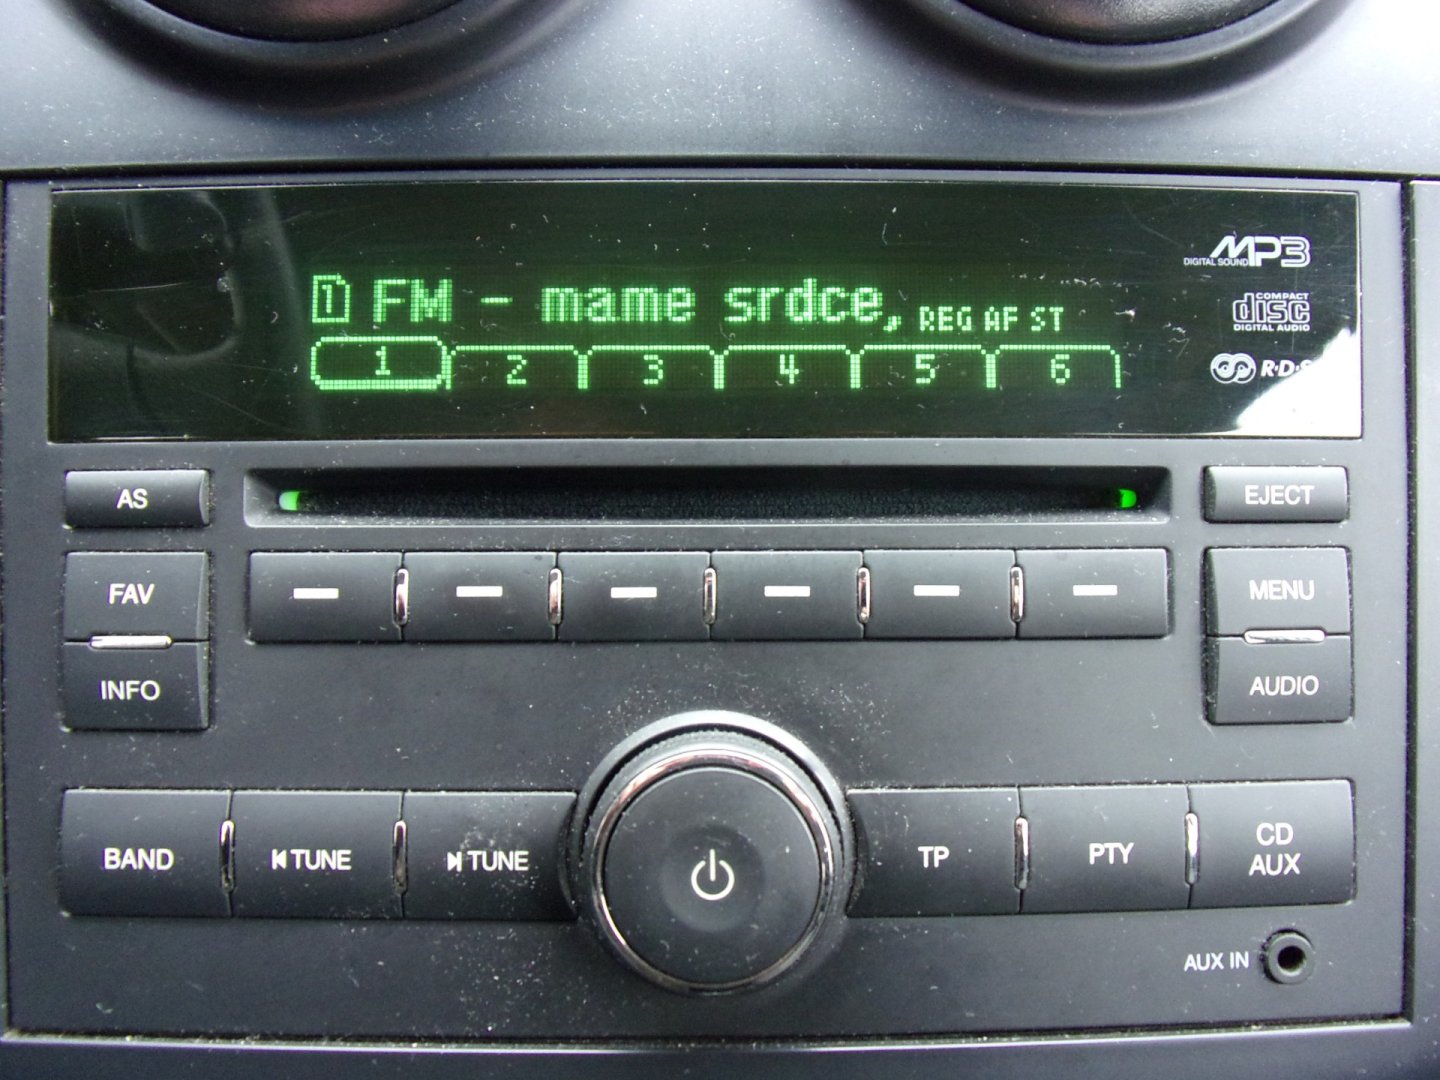 MP3
DIGITAL SOUND
1 FM - mame srdce, REG AF ST
COMPACT
disc
DIGITAL AUDIO
1 2 3 4 5 6
R·D·S
AS
EJECT
FAV
MENU
INFO
AUDIO
BAND
TUNE
TUNE
TP
PTY
CD
AUX
AUX IN